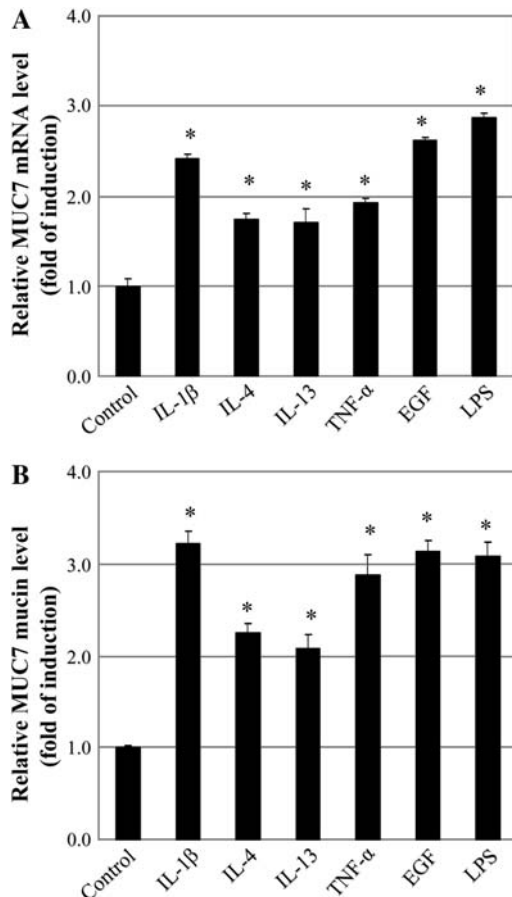 A
Relative MUC7 mRNA level
(fold of induction)
4.0
3.0
2.0
1.0
0.0
*
*
*
*
*
*
Control
IL-1β
IL-4
IL-13
TNF-α
EGF
LPS
B
Relative MUC7 mucin level
(fold of induction)
4.0
3.0
2.0
1.0
0.0
*
*
*
*
*
*
Control
IL-1β
IL-4
IL-13
TNF-α
EGF
LPS